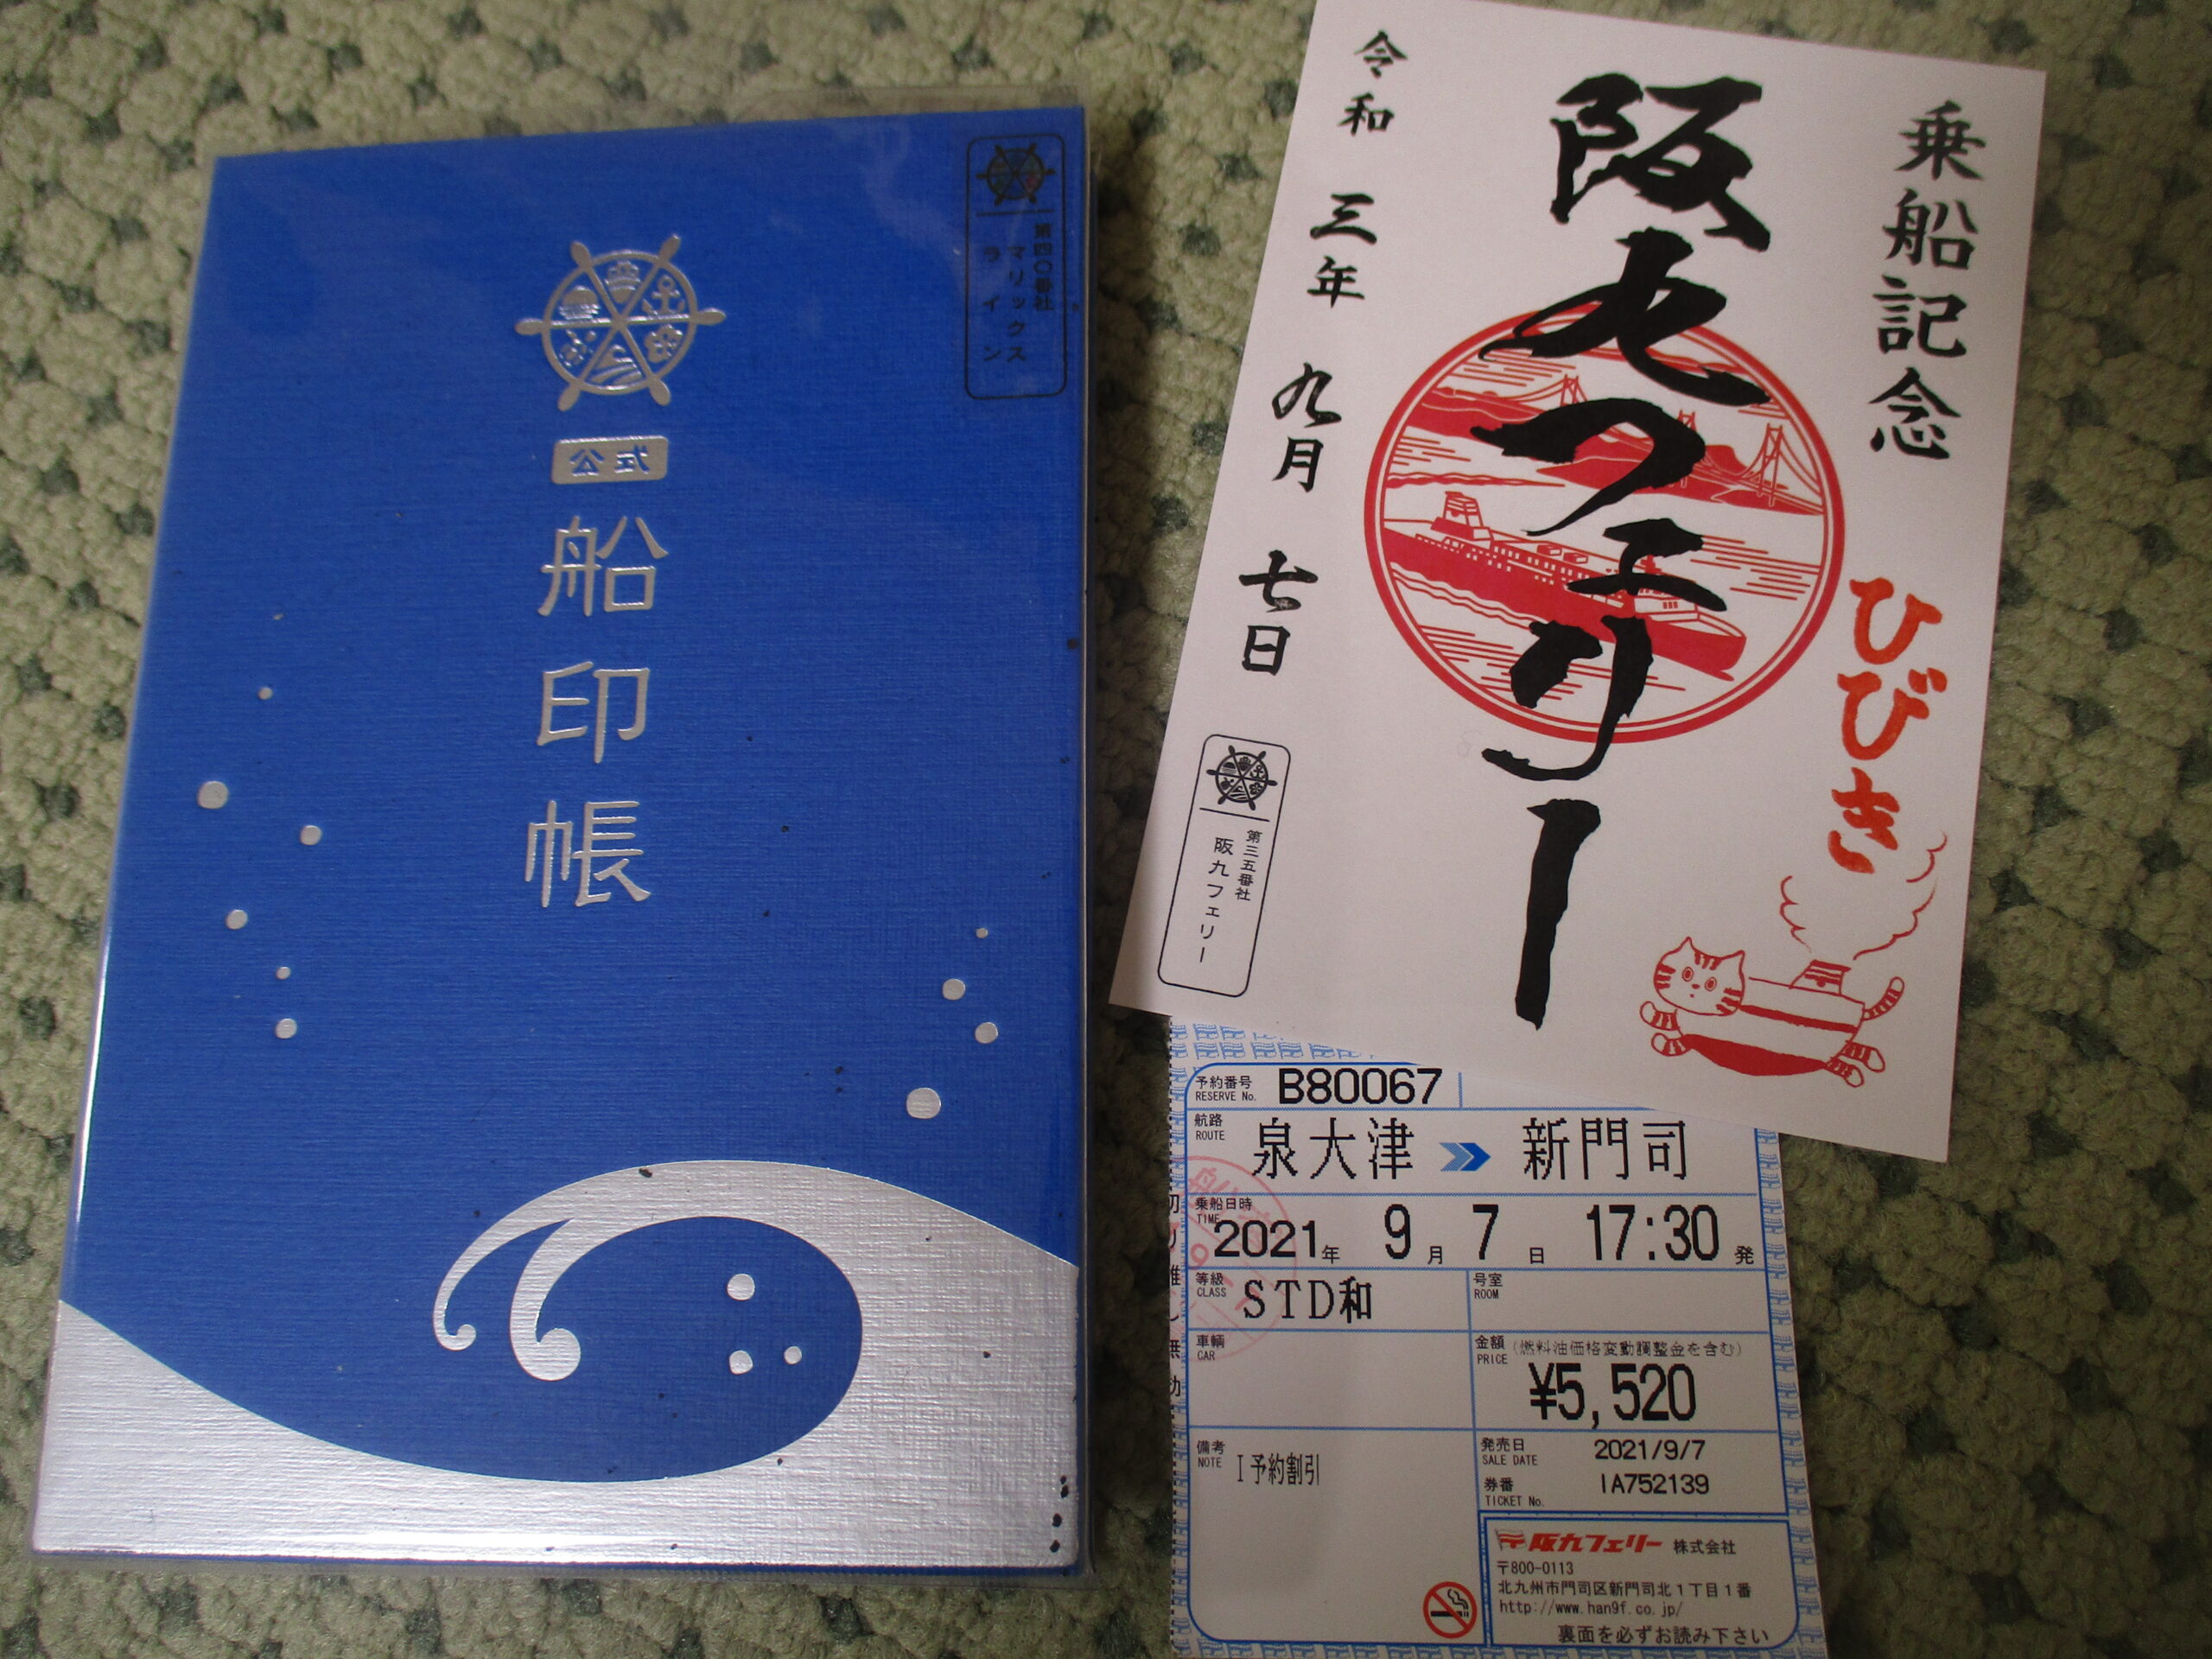 公式
船印帳
第四〇番社
マリックス
ライン
乗船記念
ひびき
阪九フェリー
令和三年九月七日
第三五番社
阪九フェリー
予約番号
RESERVE No.
B80067
航路
ROUTE
泉大津 新門司
乗船日時
TIME
2021年 9月 7日 17:30発
等級
CLASS
STD和
号室
ROOM
車輌
CAR
金額 (燃料油価格変動調整金を含む)
PRICE
¥5,520
備考
NOTE
I予約割引
発売日
SALE DATE
2021/9/7
券番
TICKET No.
IA752139
阪九フェリー 株式会社
〒800-0113
北九州市門司区新門司北1丁目1番
http://www.han9f.co.jp/
裏面を必ずお読み下さい